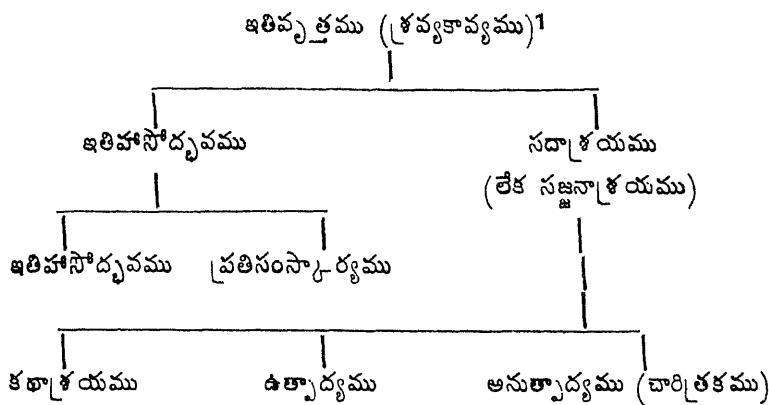 ఇతివృత్తము (శ్రవ్యకావ్యము)¹
ఇతిహాసోద్భవము సదాశ్రయము
(లేక సజ్జనాశ్రయము)
ఇతిహాసోద్భవము ప్రతిసంస్కార్యము
కథాశ్రయము ఉత్పాద్యము అనుత్పాద్యము (చారిత్రకము)